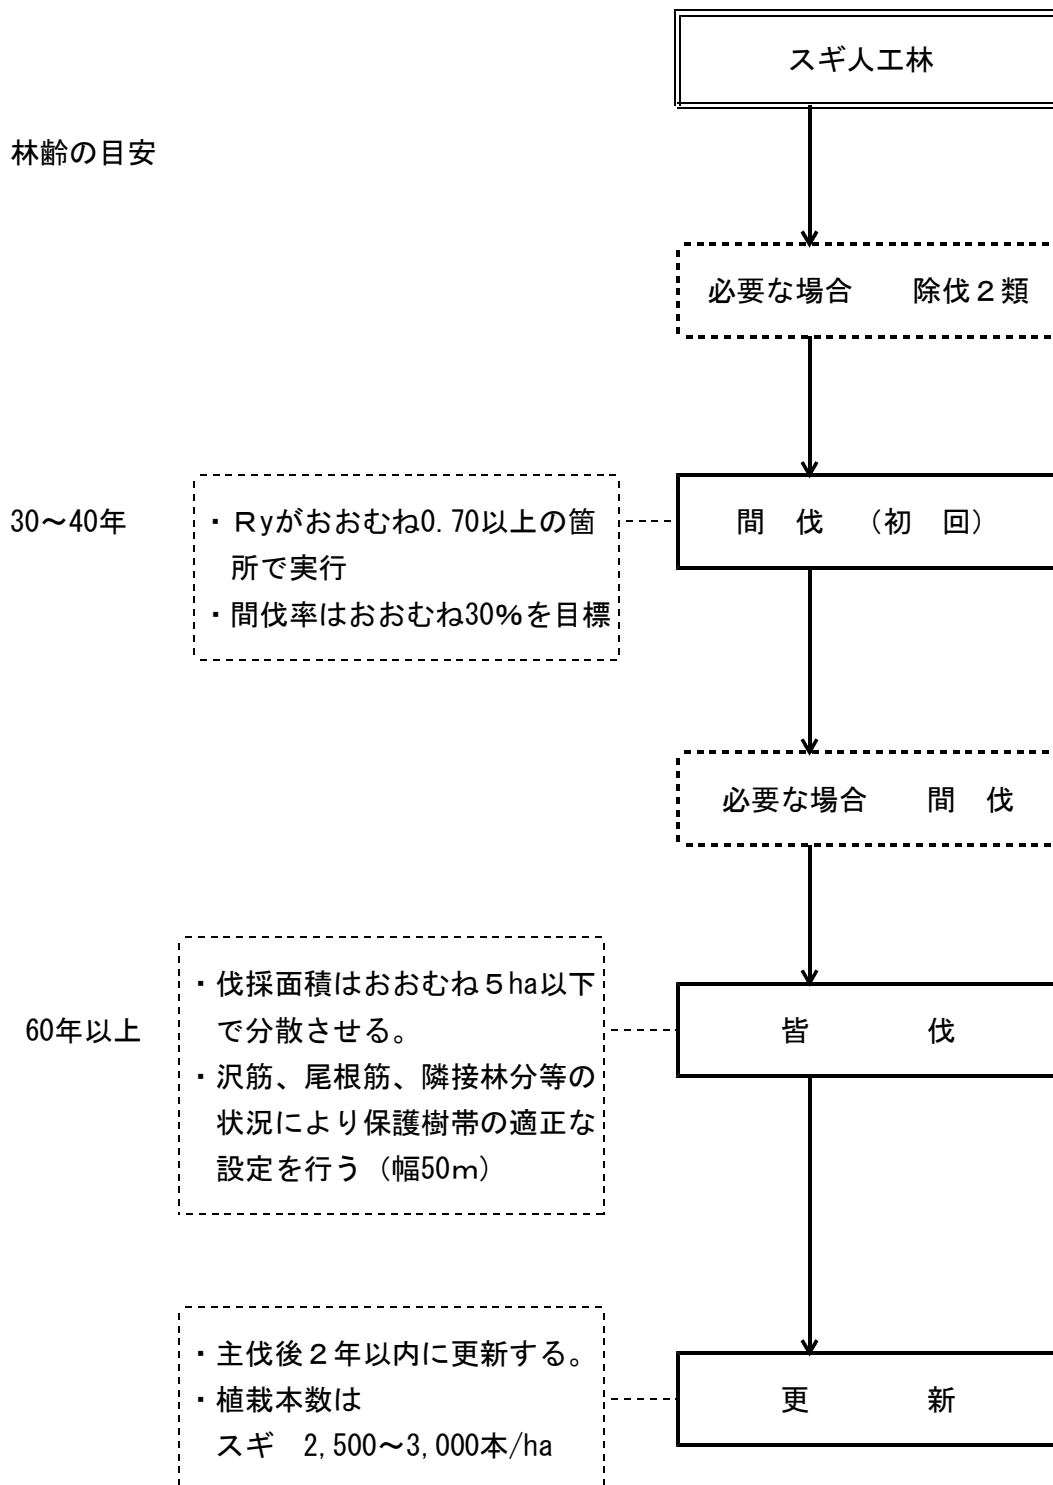 スギ人工林
林齢の目安
必要な場合　　除伐２類
30～40年
・Ｒyがおおむね0.70以上の箇
所で実行
・間伐率はおおむね30％を目標
間　伐　（初　回）
必要な場合　　間　伐
60年以上
・伐採面積はおおむね５ha以下
で分散させる。
・沢筋、尾根筋、隣接林分等の
状況により保護樹帯の適正な
設定を行う（幅50ｍ）
皆　　　　伐
・主伐後２年以内に更新する。
・植栽本数は
スギ　2,500～3,000本/ha
更　　　　新